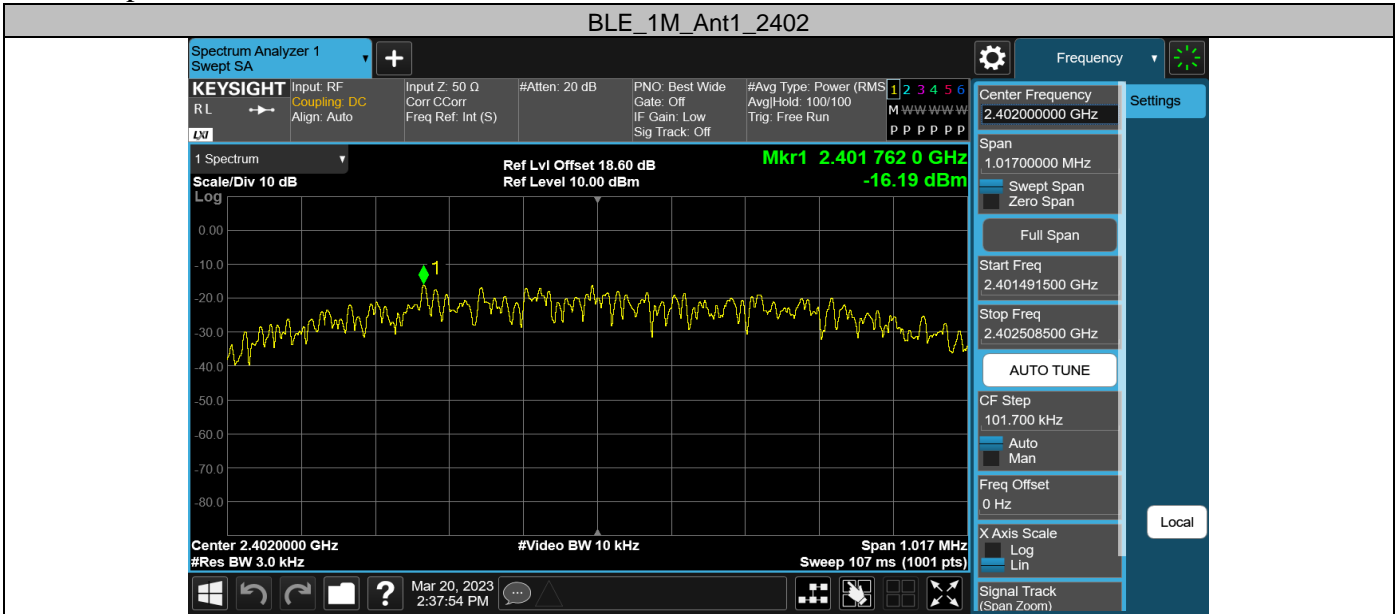 BLE_1M_Ant1_2402
Spectrum Analyzer 1
Swept SA
+
Frequency
KEYSIGHT
RL
LXI
Input: RF
Coupling: DC
Align: Auto
Input Z: 50 Ω
Corr CCorr
Freq Ref: Int (S)
#Atten: 20 dB
PNO: Best Wide
Gate: Off
IF Gain: Low
Sig Track: Off
#Avg Type: Power (RMS
Avg|Hold: 100/100
Trig: Free Run
1 2 3 4 5 6
M W W W W W
P P P P P P
1 Spectrum
Scale/Div 10 dB
Log
Ref Lvl Offset 18.60 dB
Ref Level 10.00 dBm
Mkr1 2.401 762 0 GHz
-16.19 dBm
1
0.00
-10.0
-20.0
-30.0
-40.0
-50.0
-60.0
-70.0
-80.0
Center 2.4020000 GHz
#Res BW 3.0 kHz
#Video BW 10 kHz
Span 1.017 MHz
Sweep 107 ms (1001 pts)
Center Frequency
2.402000000 GHz
Span
1.01700000 MHz
Swept Span
Zero Span
Full Span
Start Freq
2.401491500 GHz
Stop Freq
2.402508500 GHz
AUTO TUNE
CF Step
101.700 kHz
Auto
Man
Freq Offset
0 Hz
X Axis Scale
Log
Lin
Signal Track
(Span Zoom)
Settings
Local
?
Mar 20, 2023
2:37:54 PM